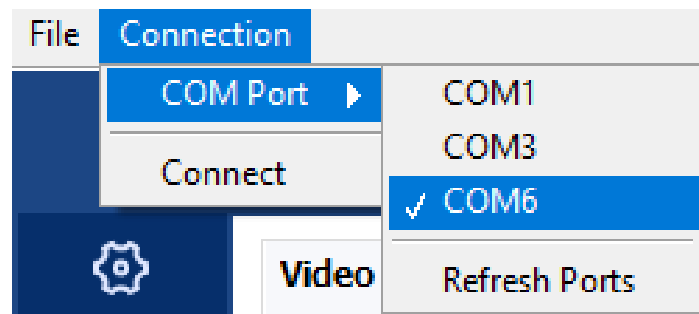 File Connection
COM Port COM1
COM3
Connect
COM6
Video
Refresh Ports